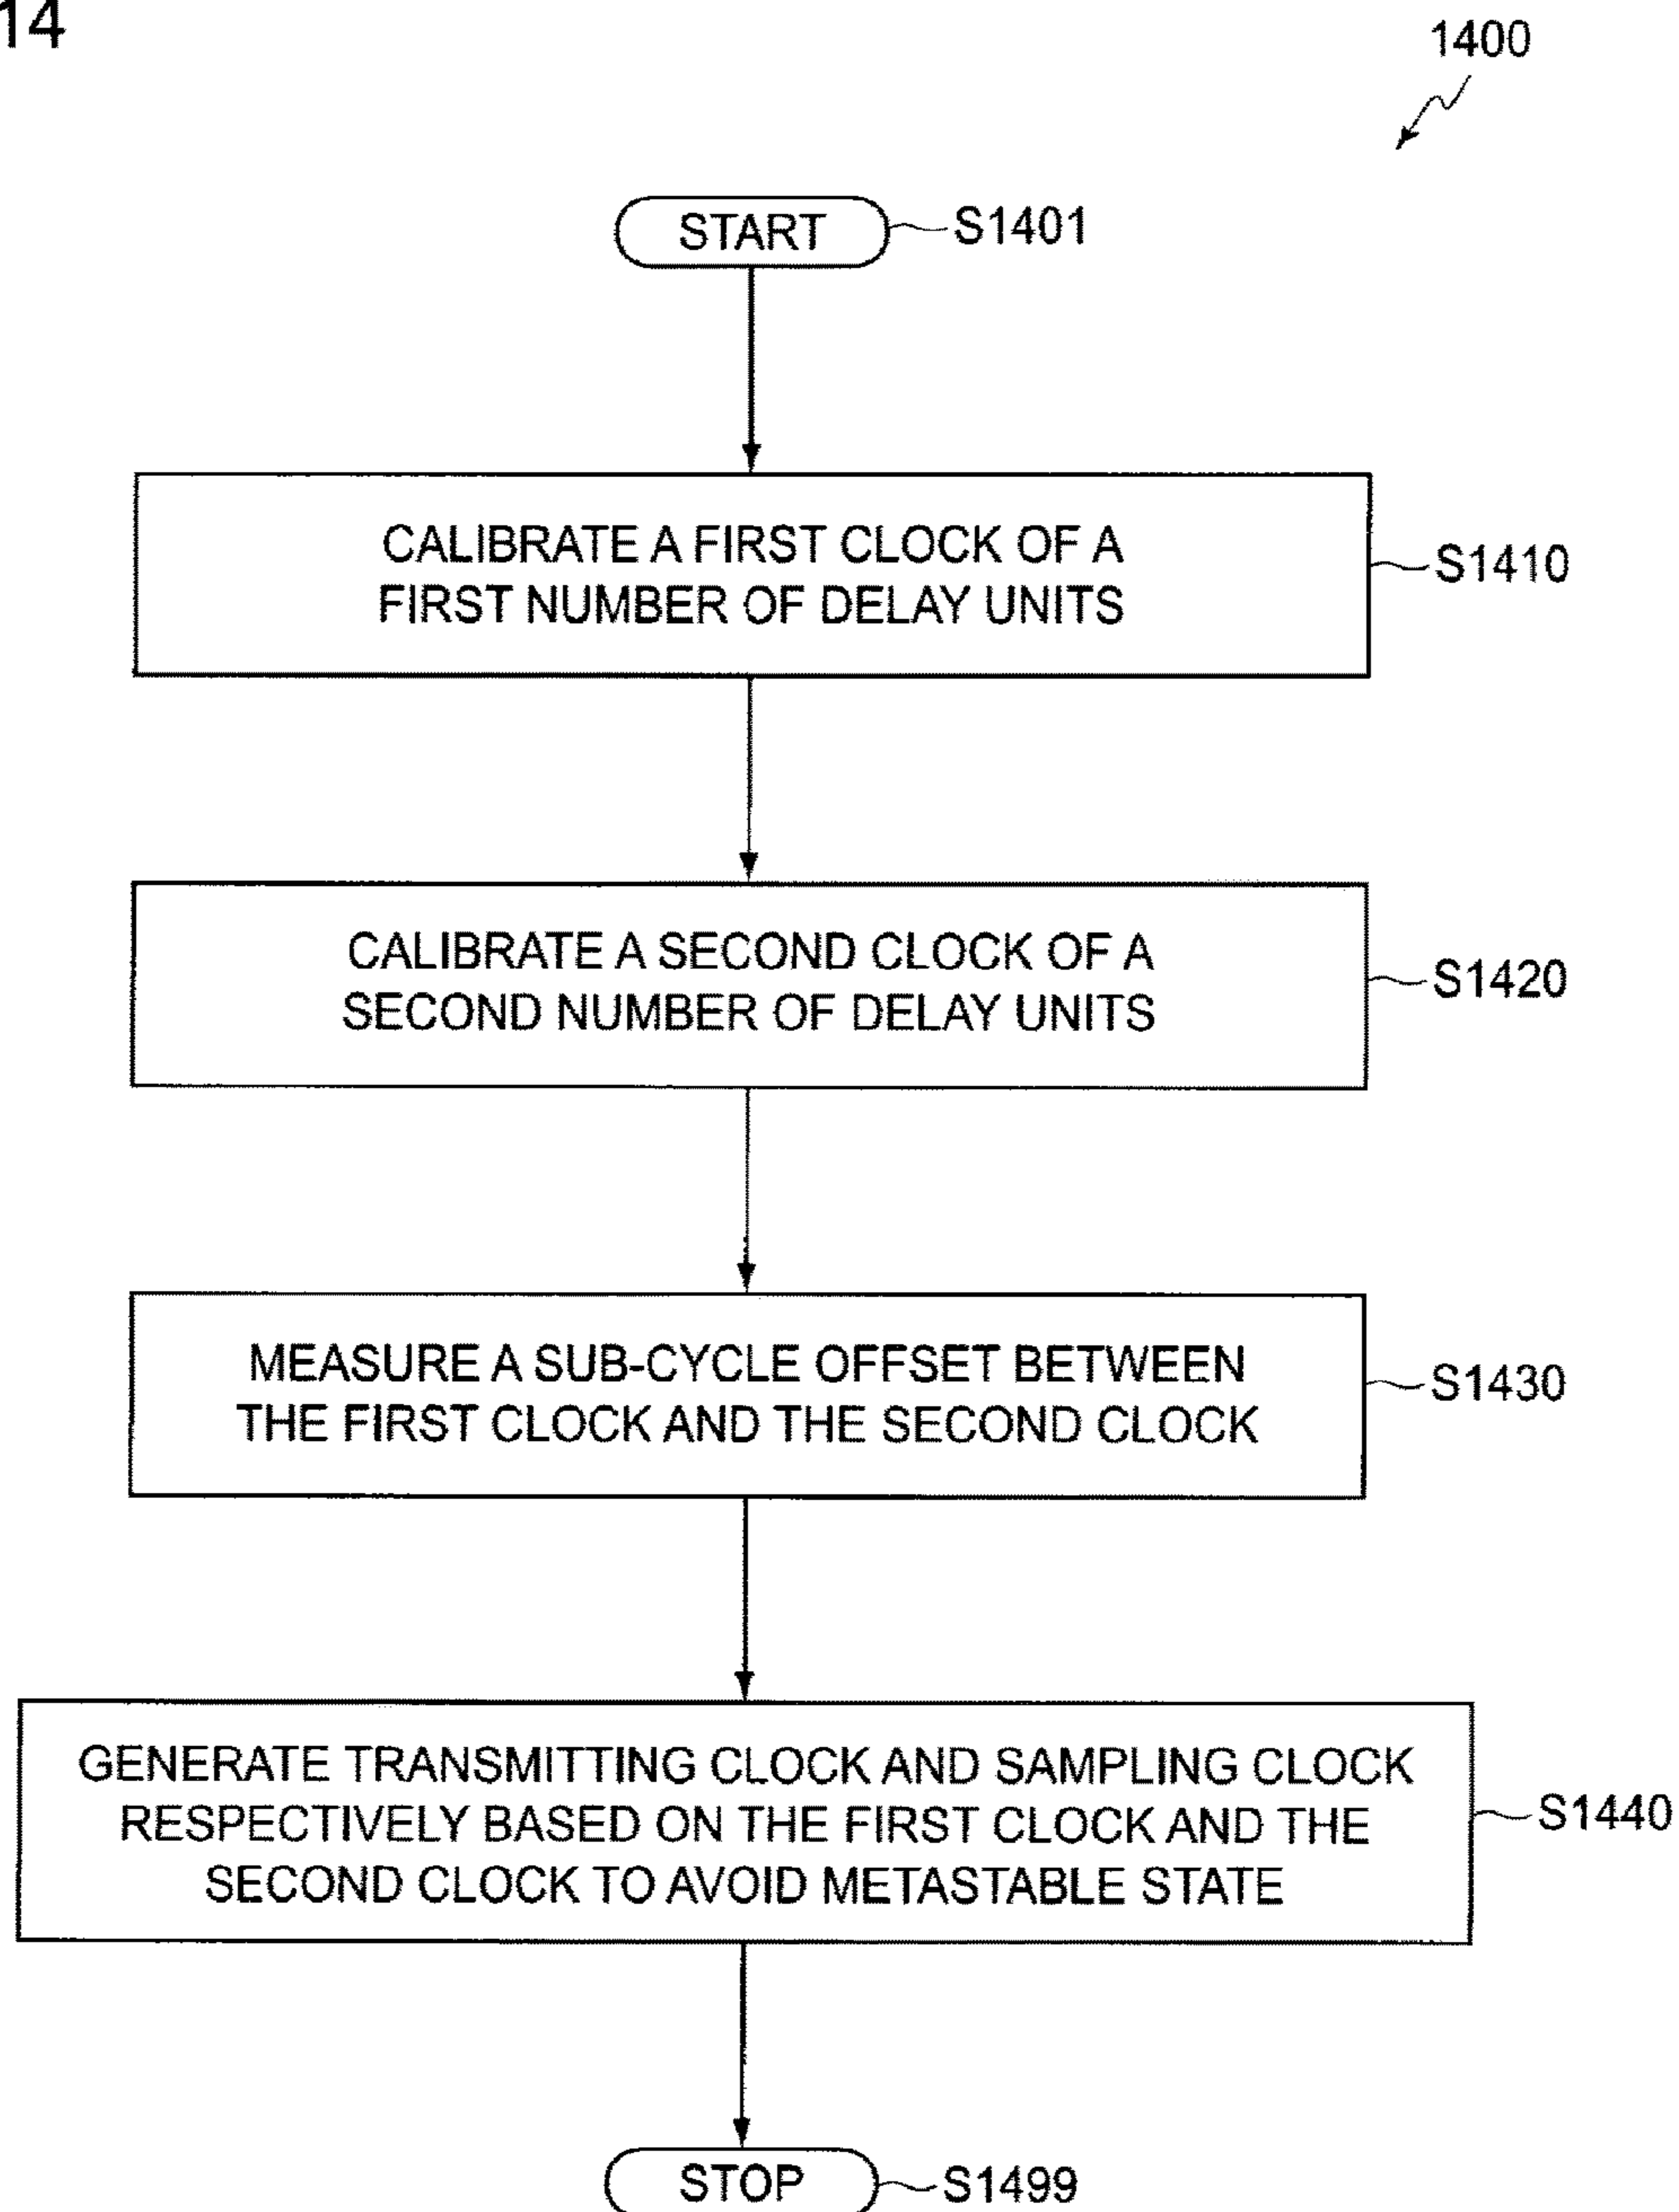 14
1400
START
S1401
CALIBRATE A FIRST CLOCK OF A
FIRST NUMBER OF DELAY UNITS
S1410
CALIBRATE A SECOND CLOCK OF A
SECOND NUMBER OF DELAY UNITS
S1420
MEASURE A SUB-CYCLE OFFSET BETWEEN
THE FIRST CLOCK AND THE SECOND CLOCK
S1430
GENERATE TRANSMITTING CLOCK AND SAMPLING CLOCK
RESPECTIVELY BASED ON THE FIRST CLOCK AND THE
SECOND CLOCK TO AVOID METASTABLE STATE
S1440
STOP
S1499